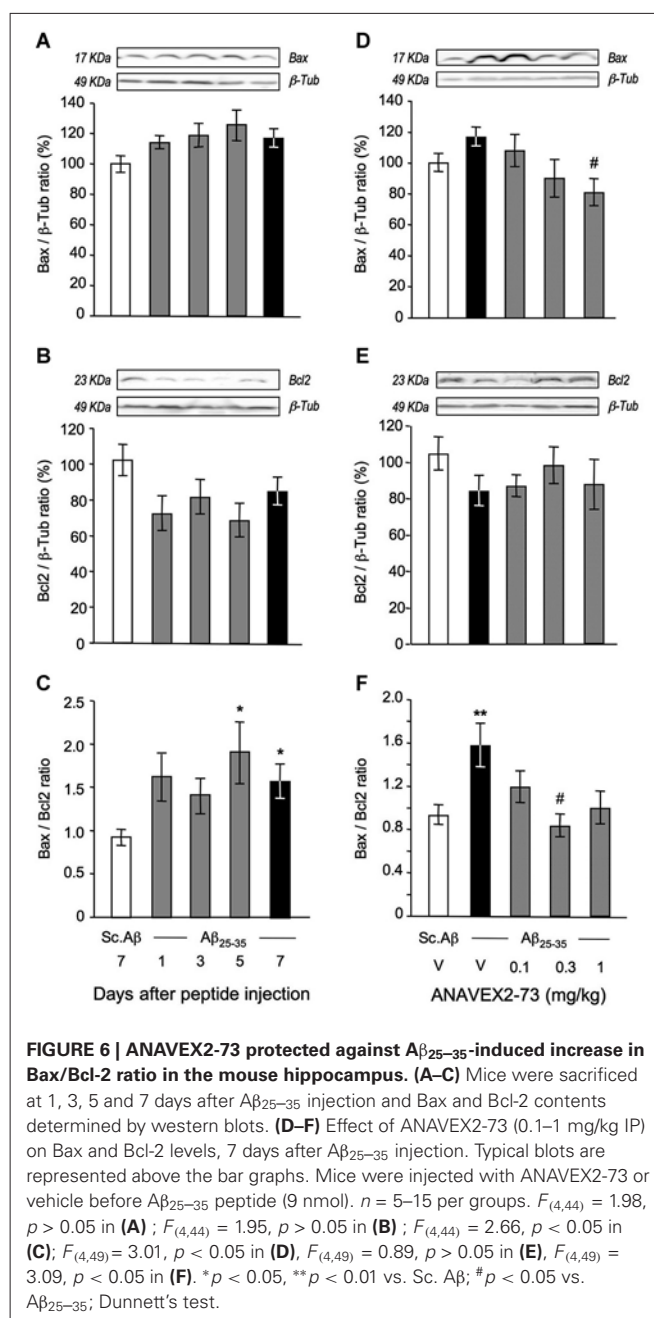 A
17 KDa Bax
49 KDa β-Tub
140
120
100
80
60
40
20
0
Bax / β-Tub ratio (%)
D
17 KDa Bax
49 KDa β-Tub
140
120
100
80
60
40
20
0
Bax / β-Tub ratio (%)
#
B
23 KDa Bcl2
49 KDa β-Tub
120
100
80
60
40
20
0
Bcl2 / β-Tub ratio (%)
E
23 KDa Bcl2
49 KDa β-Tub
120
100
80
60
40
20
0
Bcl2 / β-Tub ratio (%)
C
2.5
2.0
1.5
1.0
0.5
0
Bax / Bcl2 ratio
* *
Sc.Aβ Aβ25-35
7 1 3 5 7
Days after peptide injection
F
2.0
1.6
1.2
0.8
0.4
0
Bax / Bcl2 ratio
** #
Sc.Aβ Aβ25-35
V V 0.1 0.3 1
ANAVEX2-73 (mg/kg)
FIGURE 6 | ANAVEX2-73 protected against Aβ25–35-induced increase in
Bax/Bcl-2 ratio in the mouse hippocampus. (A–C) Mice were sacrificed
at 1, 3, 5 and 7 days after Aβ25–35 injection and Bax and Bcl-2 contents
determined by western blots. (D–F) Effect of ANAVEX2-73 (0.1–1 mg/kg IP)
on Bax and Bcl-2 levels, 7 days after Aβ25–35 injection. Typical blots are
represented above the bar graphs. Mice were injected with ANAVEX2-73 or
vehicle before Aβ25–35 peptide (9 nmol). n = 5–15 per groups. F(4,44) = 1.98,
p > 0.05 in (A) ; F(4,44) = 1.95, p > 0.05 in (B) ; F(4,44) = 2.66, p < 0.05 in
(C); F(4,49)= 3.01, p < 0.05 in (D), F(4,49) = 0.89, p > 0.05 in (E), F(4,49) =
3.09, p < 0.05 in (F). *p < 0.05, **p < 0.01 vs. Sc. Aβ; #p < 0.05 vs.
Aβ25–35; Dunnett's test.